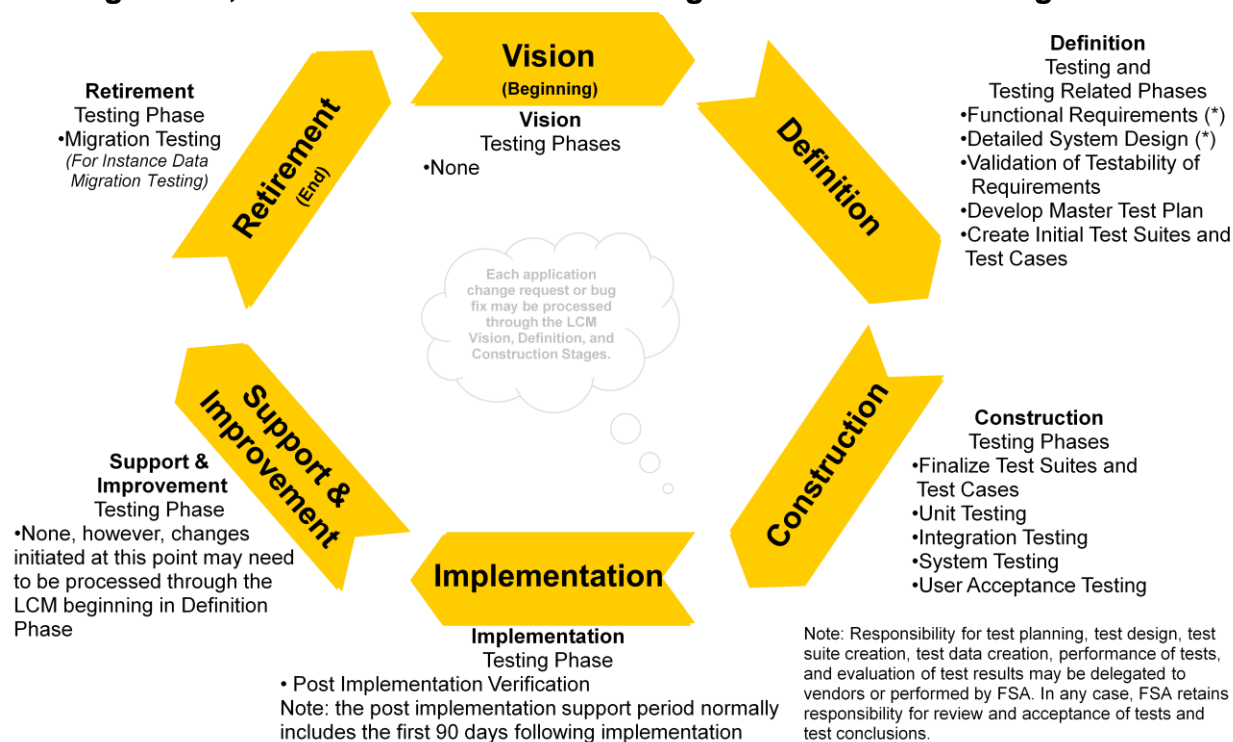 Vision
(Beginning)
Vision
Testing Phases
•None
Definition
Definition
Testing and
Testing Related Phases
•Functional Requirements (*)
•Detailed System Design (*)
•Validation of Testability of
Requirements
•Develop Master Test Plan
•Create Initial Test Suites and
Test Cases
Construction
Construction
Testing Phases
•Finalize Test Suites and
Test Cases
•Unit Testing
•Integration Testing
•System Testing
•User Acceptance Testing
Note: Responsibility for test planning, test design, test
suite creation, test data creation, performance of tests,
and evaluation of test results may be delegated to
vendors or performed by FSA. In any case, FSA retains
responsibility for review and acceptance of tests and
test conclusions.
Implementation
Implementation
Testing Phase
• Post Implementation Verification
Note: the post implementation support period normally
includes the first 90 days following implementation
Support &
Improvement
Support &
Improvement
Testing Phase
•None, however, changes
initiated at this point may need
to be processed through the
LCM beginning in Definition
Phase
Retirement
(End)
Retirement
Testing Phase
•Migration Testing
(For Instance Data
Migration Testing)
Each application
change request or bug
fix may be processed
through the LCM
Vision, Definition, and
Construction Stages.